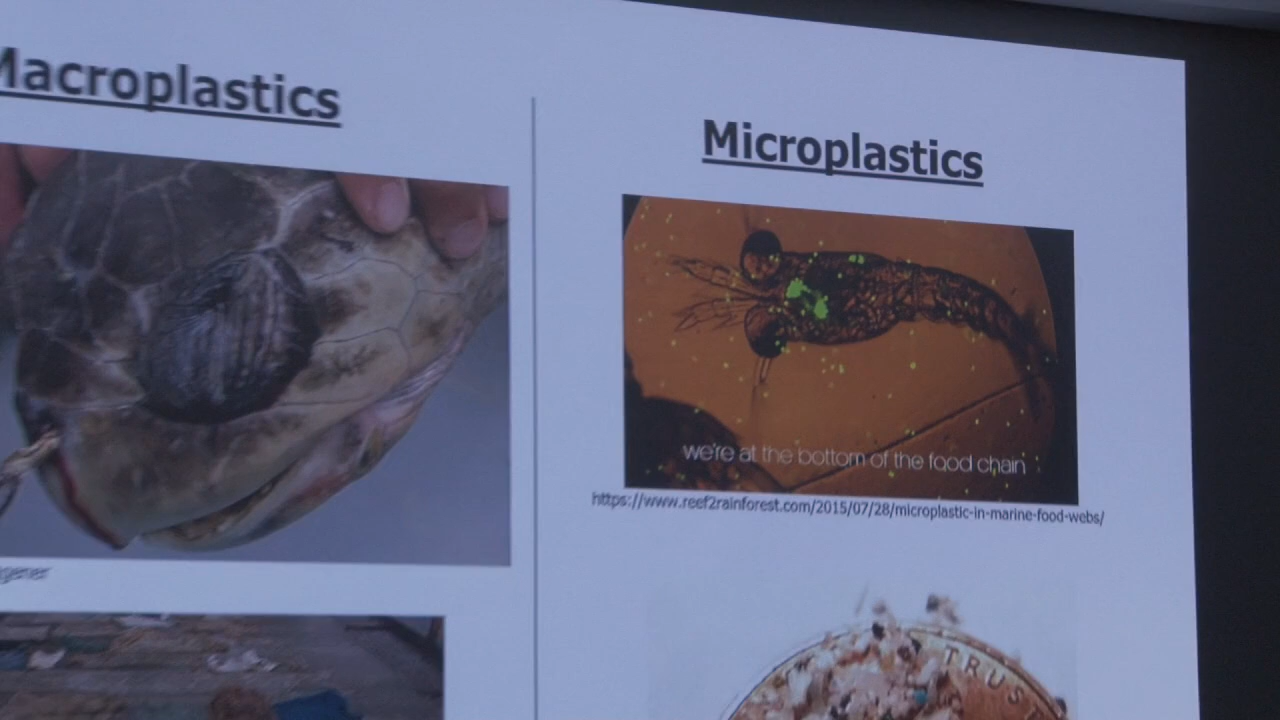 Macroplastics
Microplastics
we're at the bottom of the food chain
https://www.reef2rainforest.com/2015/07/28/microplastic-in-marine-food-webs/
TRUS